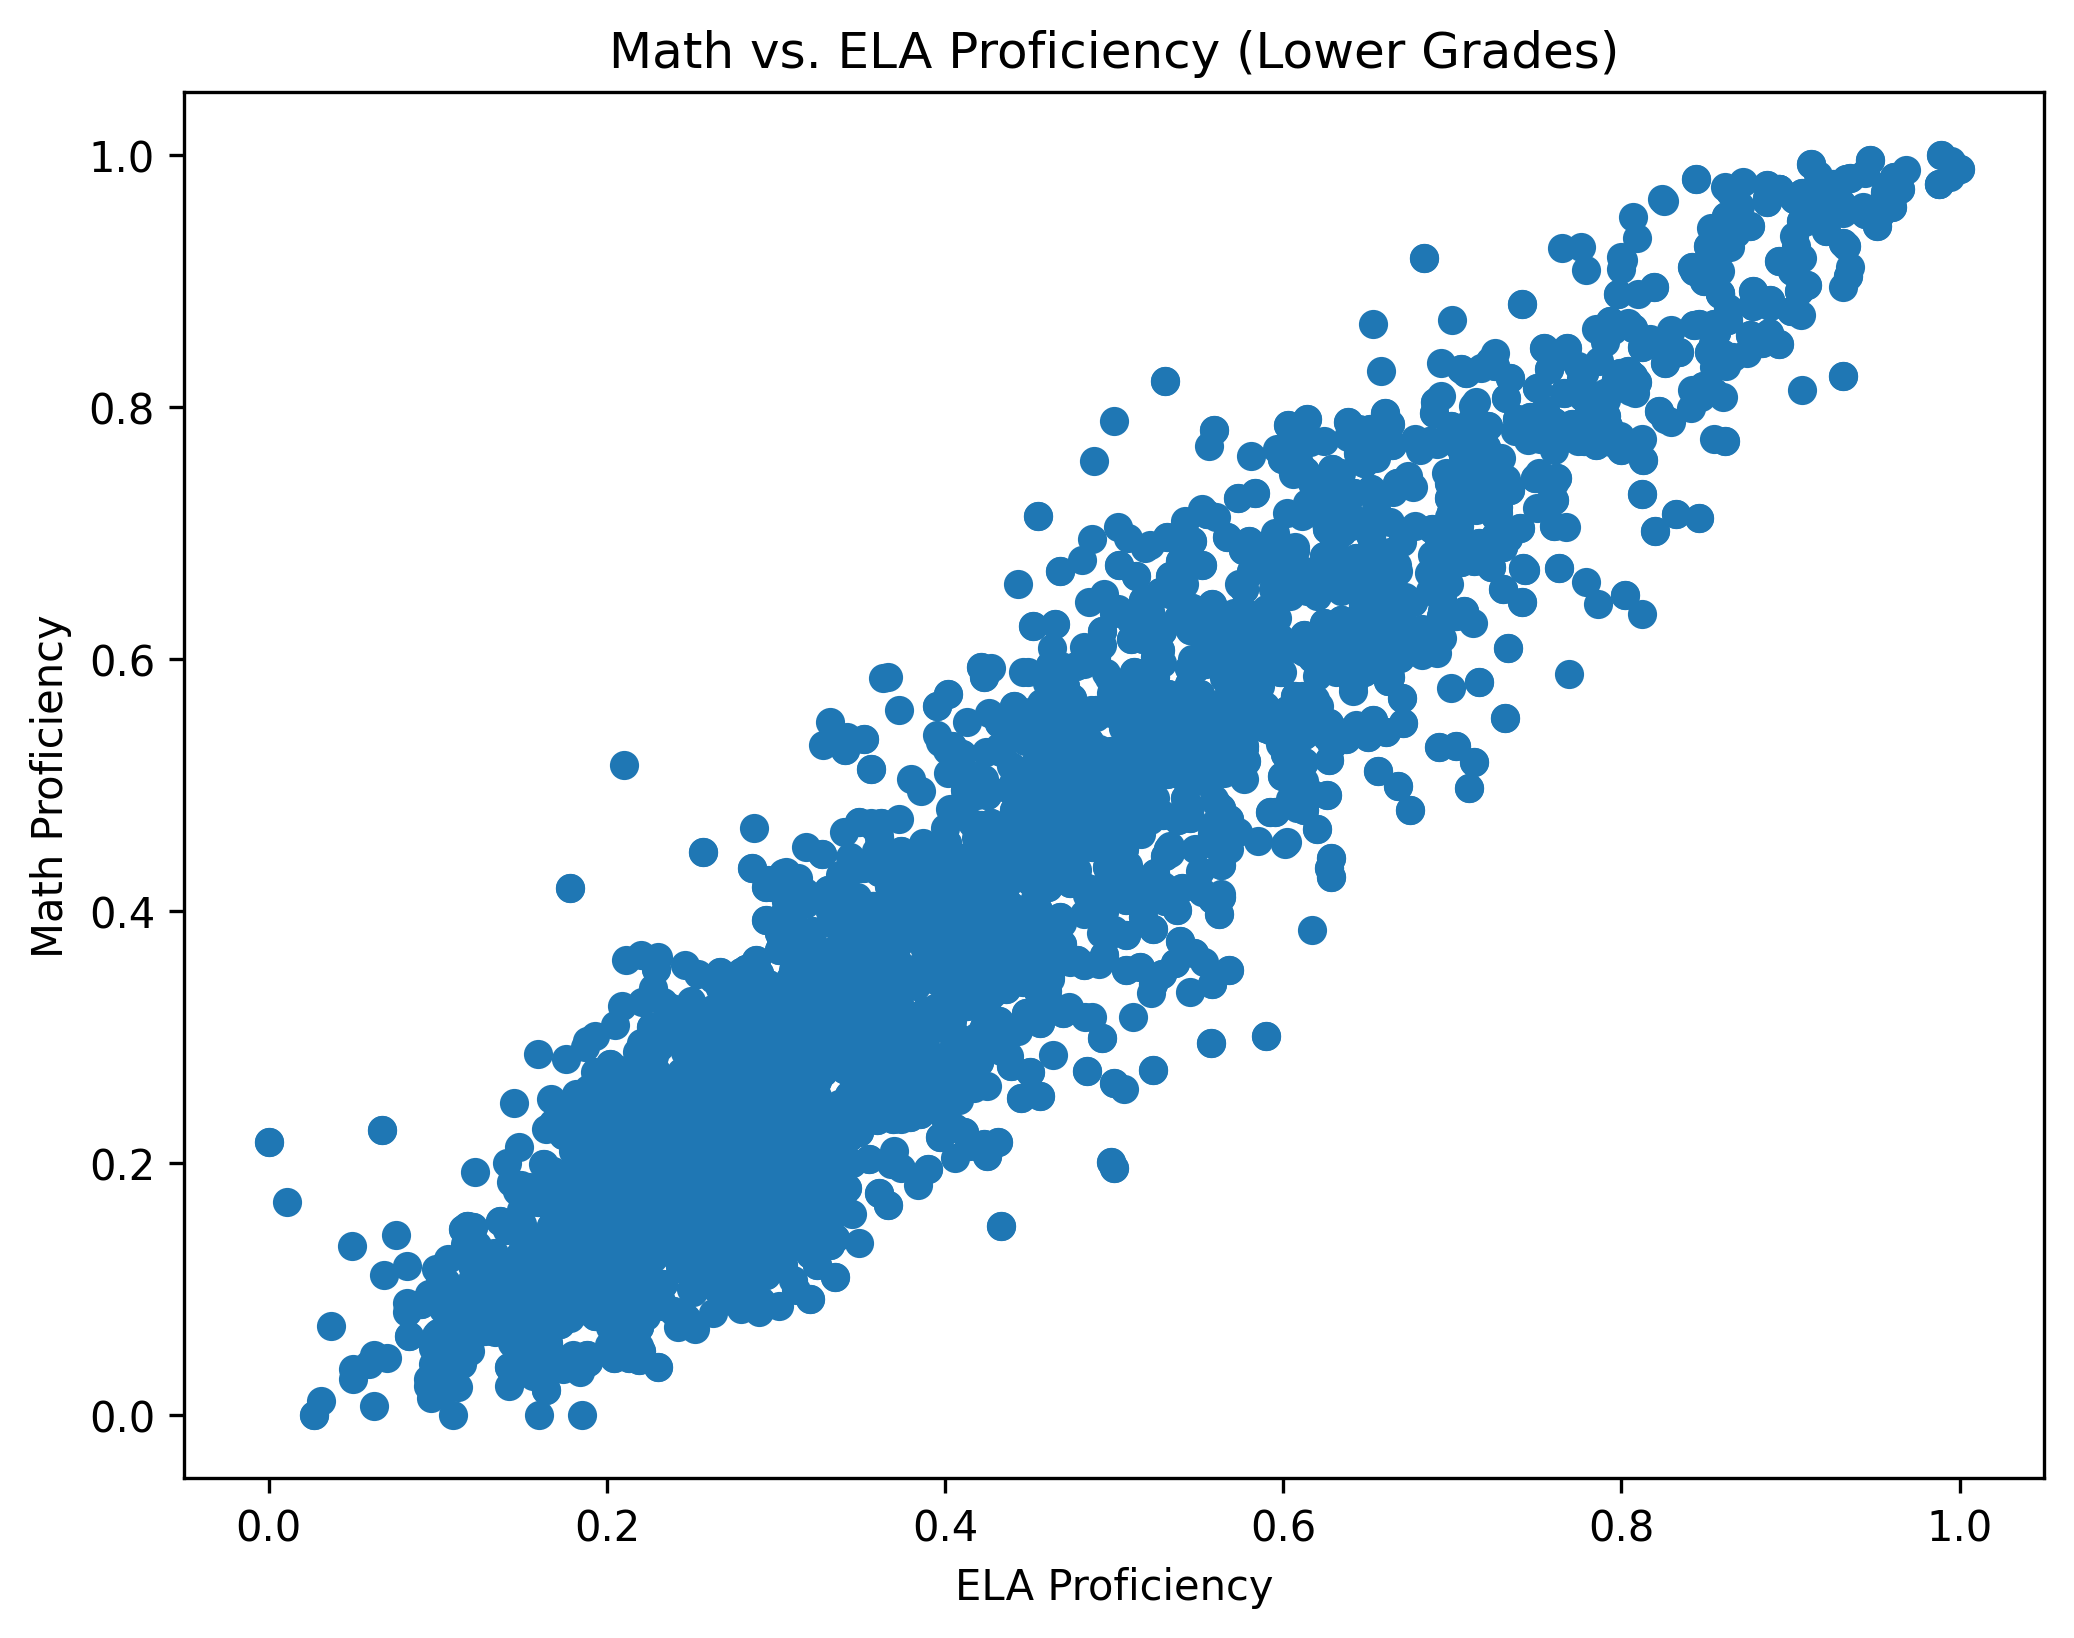 Math vs. ELA Proficiency (Lower Grades)
1.0
0.8
0.6
0.4
0.2
0.0
Math Proficiency
0.0 0.2 0.4 0.6 0.8 1.0
ELA Proficiency